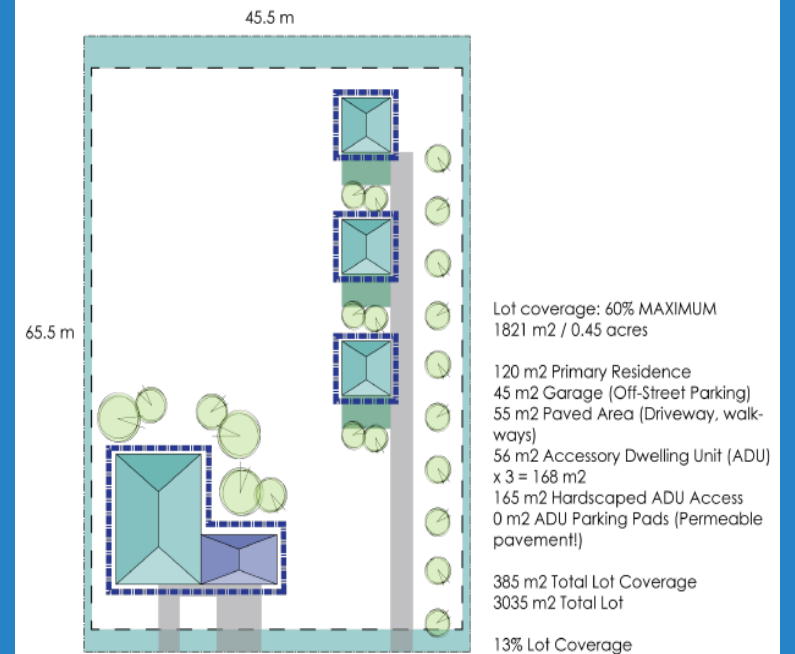 45.5 m
65.5 m
Lot coverage: 60% MAXIMUM
1821 m2 / 0.45 acres
120 m2 Primary Residence
45 m2 Garage (Off-Street Parking)
55 m2 Paved Area (Driveway, walk-
ways)
56 m2 Accessory Dwelling Unit (ADU)
x 3 = 168 m2
165 m2 Hardscaped ADU Access
0 m2 ADU Parking Pads (Permeable
pavement!)
385 m2 Total Lot Coverage
3035 m2 Total Lot
13% Lot Coverage